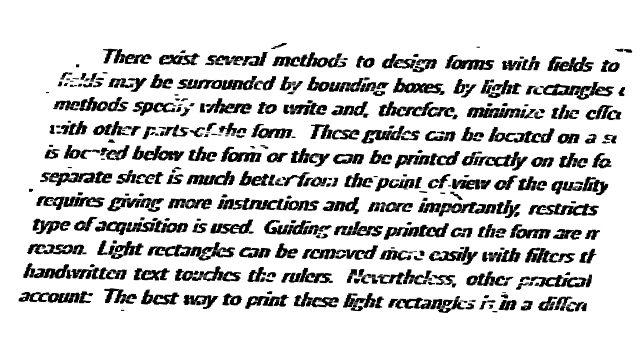 There exist several methods to design forms with fields to
fields may be surrounded by bounding boxes, by light rectangles
methods specify where to write and, therefore, minimize the effe
with other parts of the form. These guides can be located on a
is located below the form or they can be printed directly on the fo
separate sheet is much better from the point of view of the quality
requires giving more instructions and, more importantly, restricts
type of acquisition is used. Guiding rulers printed on the form are
reason. Light rectangles can be removed more easily with filters th
handwritten text touches the rulers. Nevertheless, other practical
account: The best way to print these light rectangles is in a differen